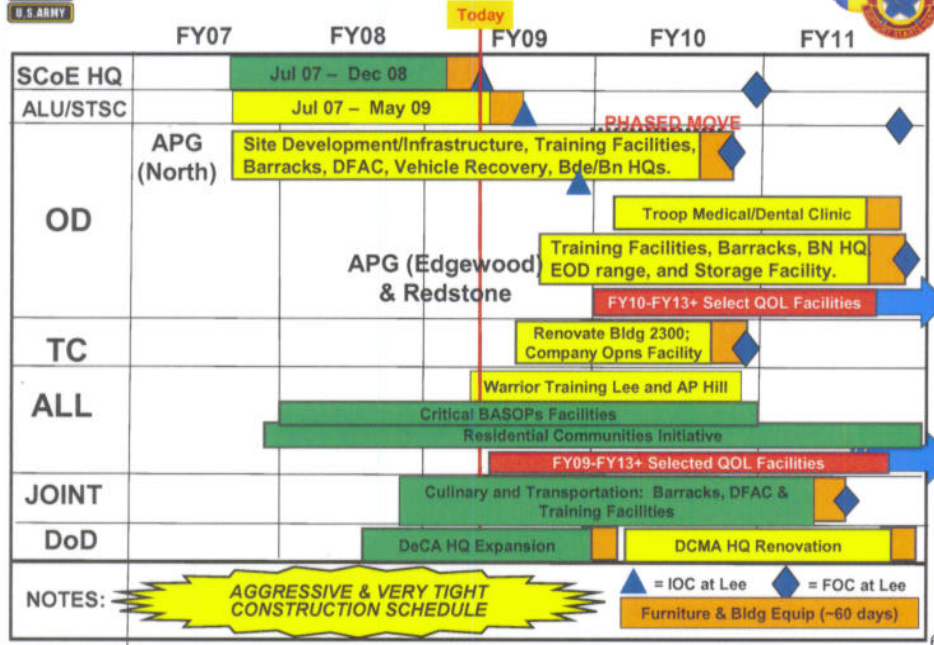 U.S.ARMY
Today
FY07 FY08 FY09 FY10 FY11
SCoE HQ
Jul 07 – Dec 08
ALU/STSC
Jul 07 – May 09
PHASED MOVE
OD
APG
(North)
Site Development/Infrastructure, Training Facilities,
Barracks, DFAC, Vehicle Recovery, Bde/Bn HQs.
Troop Medical/Dental Clinic
APG (Edgewood)
& Redstone
Training Facilities, Barracks, BN HQ,
EOD range, and Storage Facility.
FY10-FY13+ Select QOL Facilities
TC
Renovate Bldg 2300;
Company Opns Facility
ALL
Warrior Training Lee and AP Hill
Critical BASOPs Facilities
Residential Communities Initiative
FY09-FY13+ Selected QOL Facilities
JOINT
Culinary and Transportation: Barracks, DFAC &
Training Facilities
DoD
DeCA HQ Expansion
DCMA HQ Renovation
NOTES:
AGGRESSIVE & VERY TIGHT
CONSTRUCTION SCHEDULE
= IOC at Lee
= FOC at Lee
Furniture & Bldg Equip (~60 days)